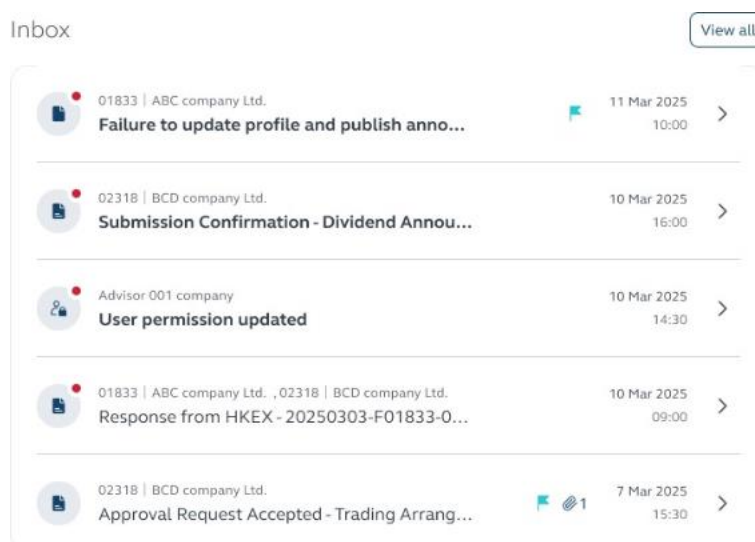 Inbox
View all
01833 | ABC company Ltd.
Failure to update profile and publish anno...
11 Mar 2025
10:00
02318 | BCD company Ltd.
Submission Confirmation - Dividend Annou...
10 Mar 2025
16:00
Advisor 001 company
User permission updated
10 Mar 2025
14:30
01833 | ABC company Ltd. , 02318 | BCD company Ltd.
Response from HKEX - 20250303-F01833-0...
10 Mar 2025
09:00
02318 | BCD company Ltd.
Approval Request Accepted - Trading Arrang...
1
7 Mar 2025
15:30